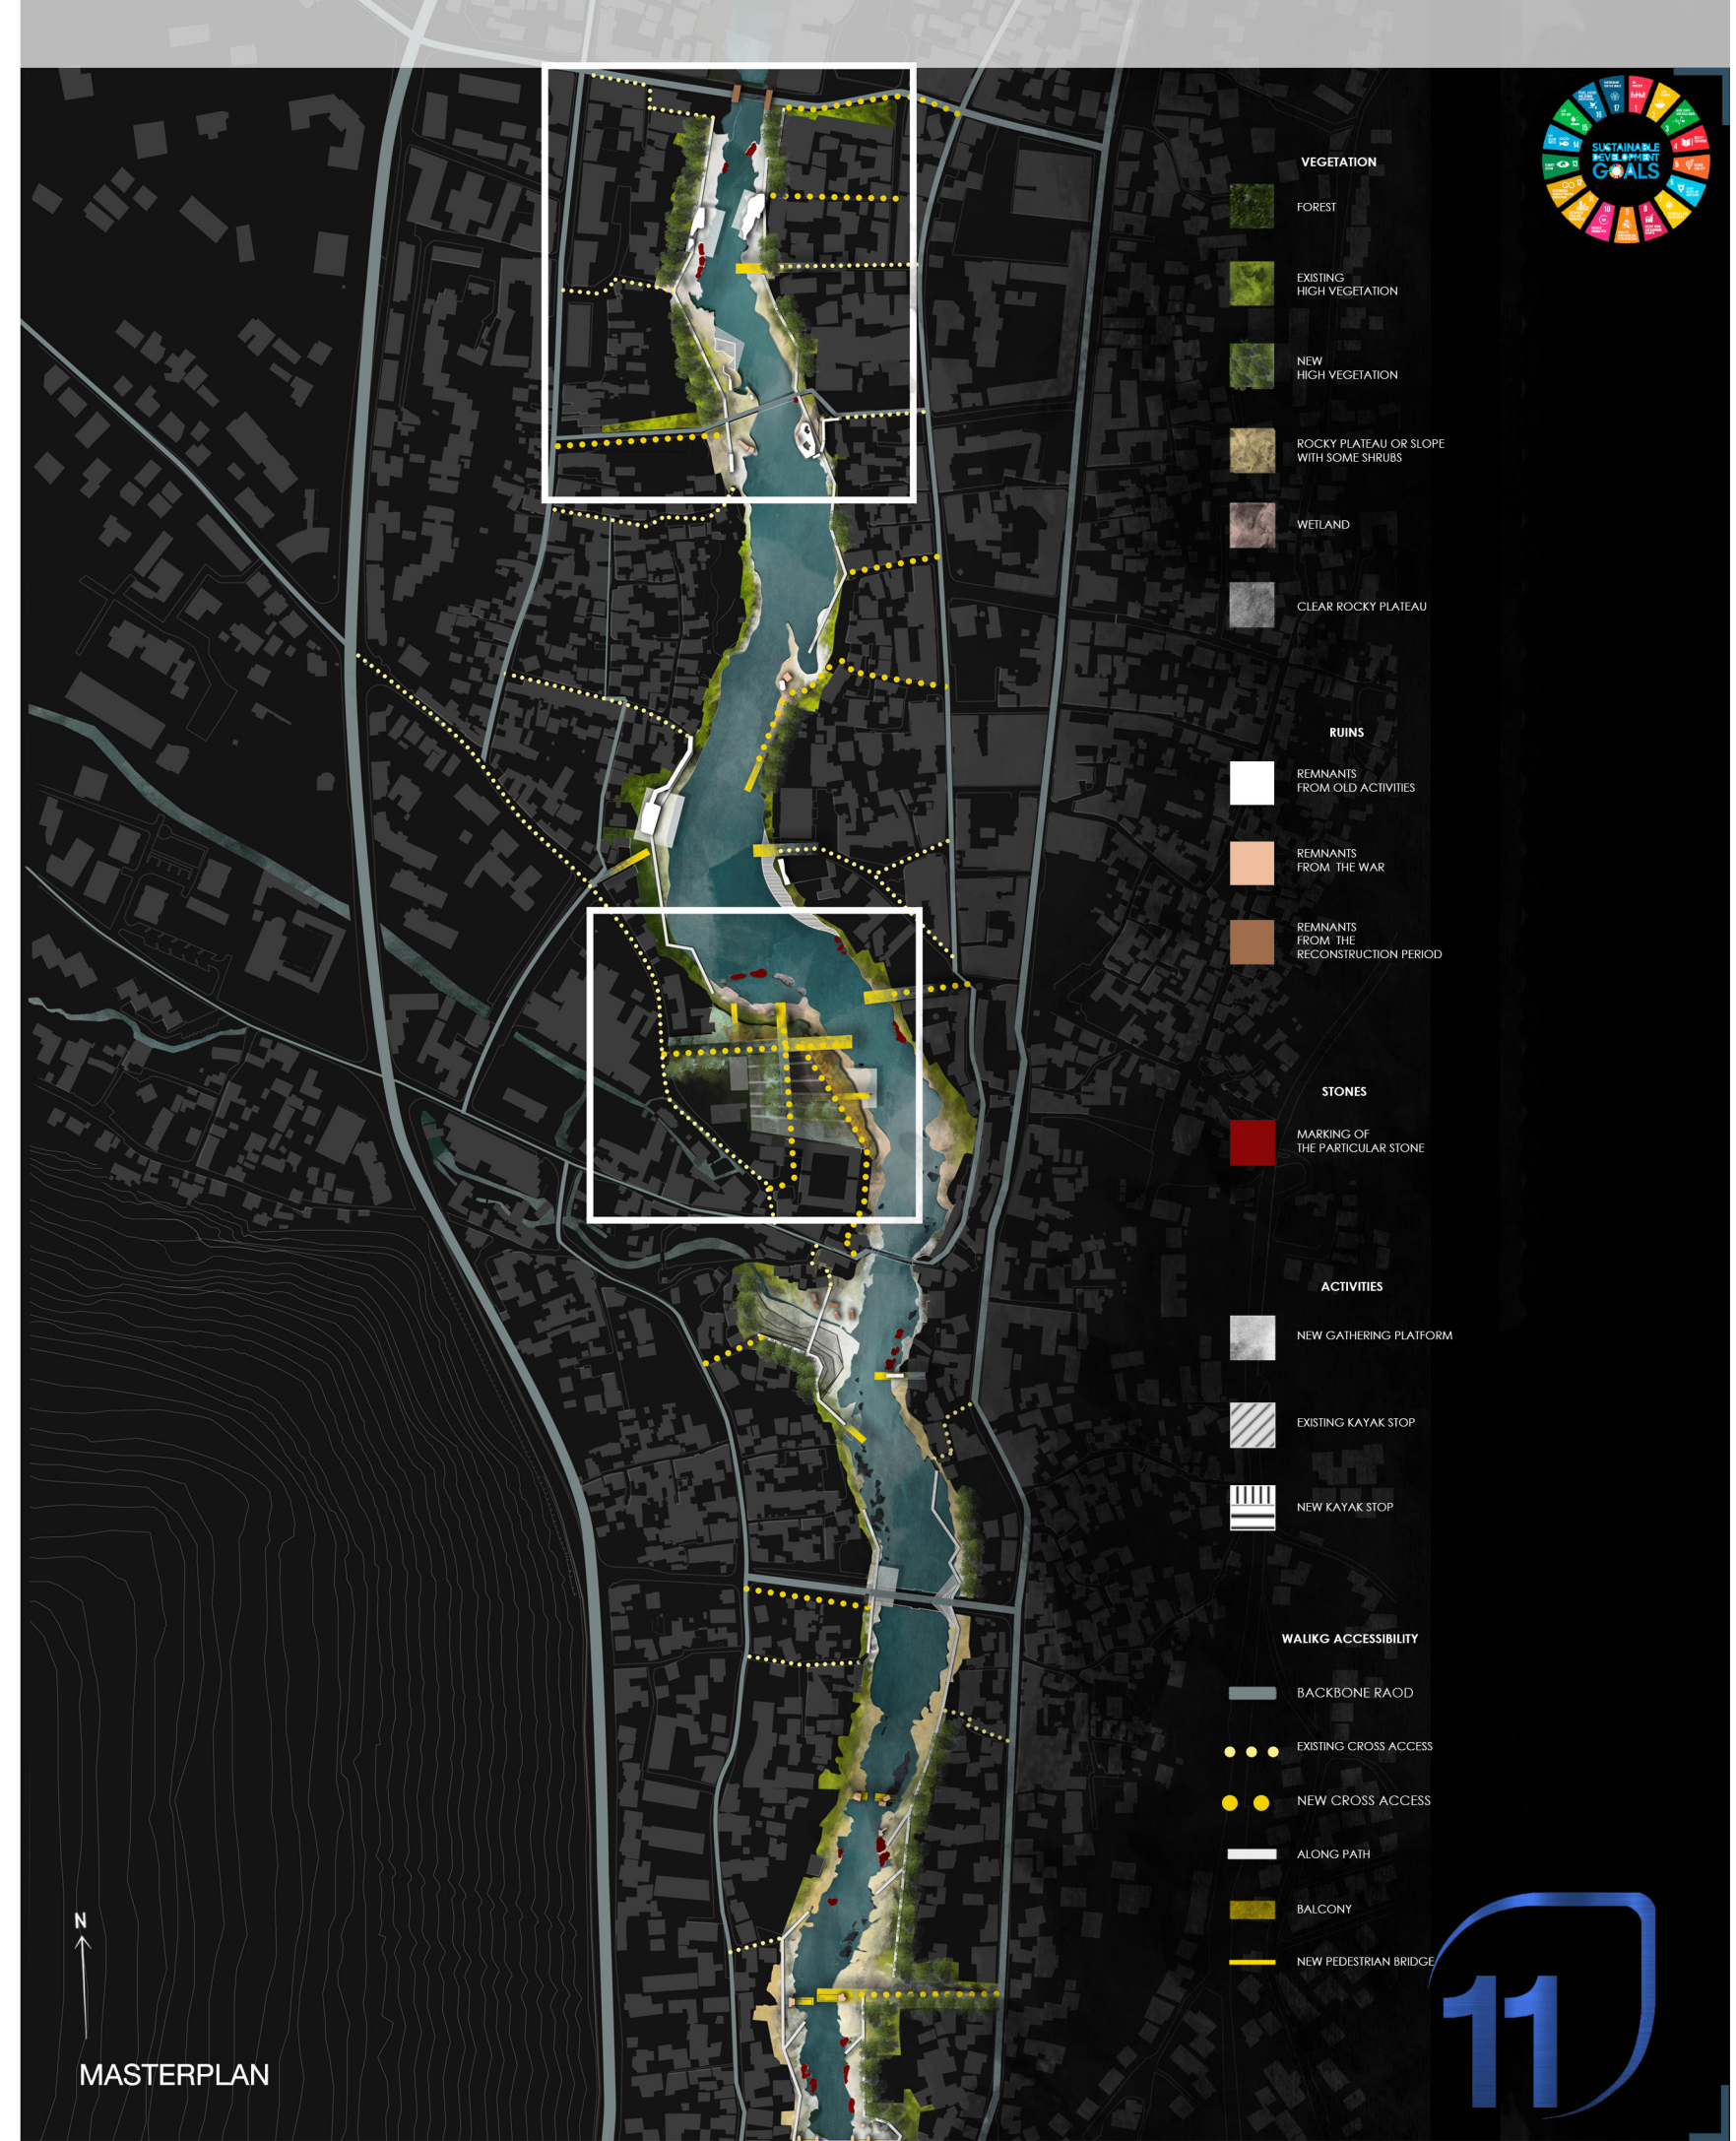 SUSTAINABLE
DEVELOPMENT
GOALS
VEGETATION
FOREST
EXISTING
HIGH VEGETATION
NEW
HIGH VEGETATION
ROCKY PLATEAU OR SLOPE
WITH SOME SHRUBS
WETLAND
CLEAR ROCKY PLATEAU
RUINS
REMNANTS
FROM OLD ACTIVITIES
REMNANTS
FROM THE WAR
REMNANTS
FROM THE
RECONSTRUCTION PERIOD
STONES
MARKING OF
THE PARTICULAR STONE
ACTIVITIES
NEW GATHERING PLATFORM
EXISTING KAYAK STOP
NEW KAYAK STOP
WALIKG ACCESSIBILITY
BACKBONE RAOD
EXISTING CROSS ACCESS
NEW CROSS ACCESS
ALONG PATH
BALCONY
NEW PEDESTRIAN BRIDGE
N
MASTERPLAN
11